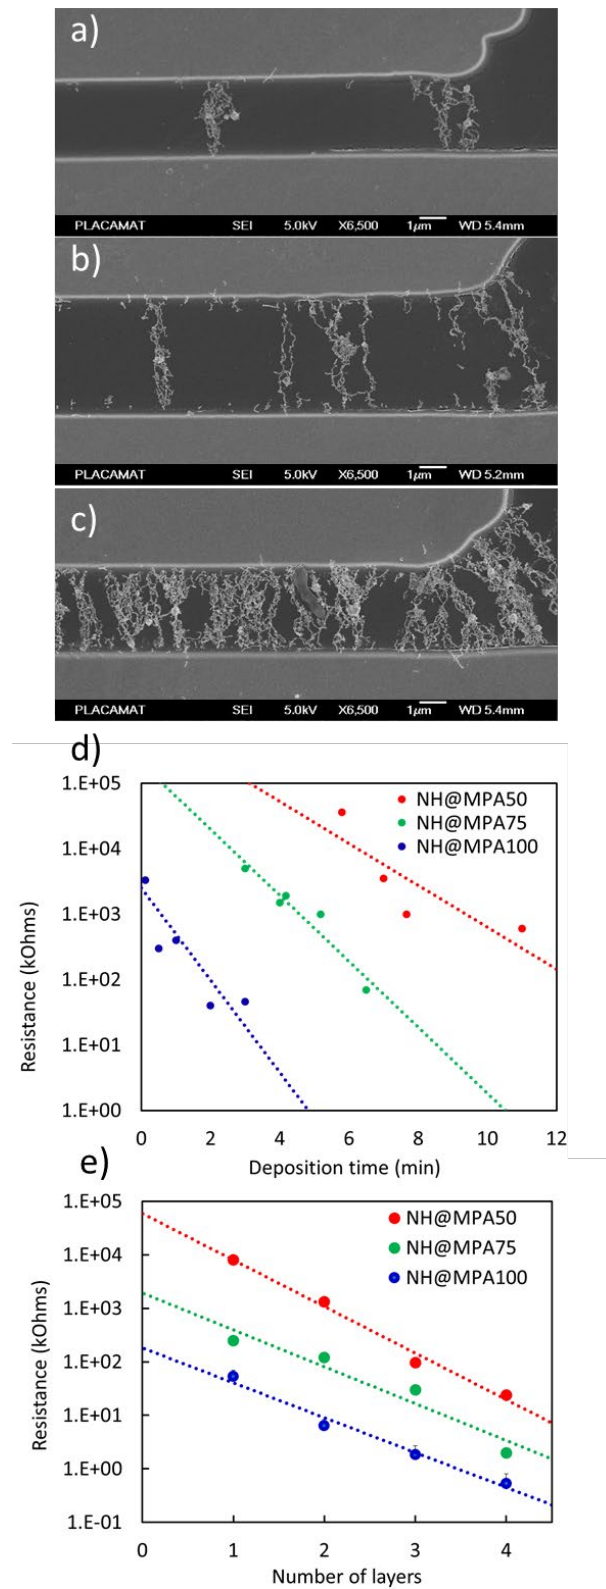 a)
PLACAMAT SEI 5.0kV X6,500 1µm WD 5.4mm
b)
PLACAMAT SEI 5.0kV X6,500 1µm WD 5.2mm
c)
PLACAMAT SEI 5.0kV X6,500 1µm WD 5.4mm
d)
1.E+05
1.E+04
1.E+03
1.E+02
1.E+01
1.E+00
Resistance (kOhms)
NH@MPA50
NH@MPA75
NH@MPA100
0 2 4 6 8 10 12
Deposition time (min)
e)
1.E+05
1.E+04
1.E+03
1.E+02
1.E+01
1.E+00
1.E-01
Resistance (kOhms)
NH@MPA50
NH@MPA75
NH@MPA100
0 1 2 3 4
Number of layers